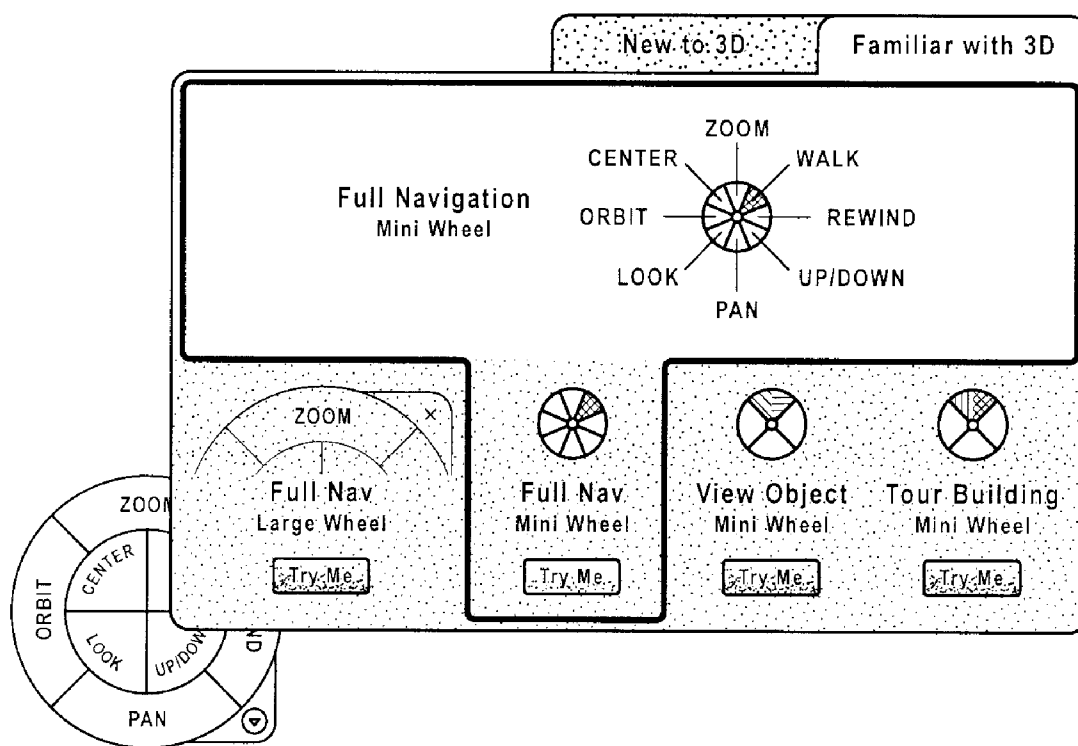 New to 3D
Familiar with 3D
ZOOM
CENTER
WALK
Full Navigation
Mini Wheel
ORBIT
REWIND
LOOK
UP/DOWN
PAN
ZOOM
×
Full Nav
Large Wheel
Try Me
Full Nav
Mini Wheel
Try Me
View Object
Mini Wheel
Try Me
Tour Building
Mini Wheel
Try Me
ZOOM
CENTER
ORBIT
LOOK
UP/DOW
ND
PAN